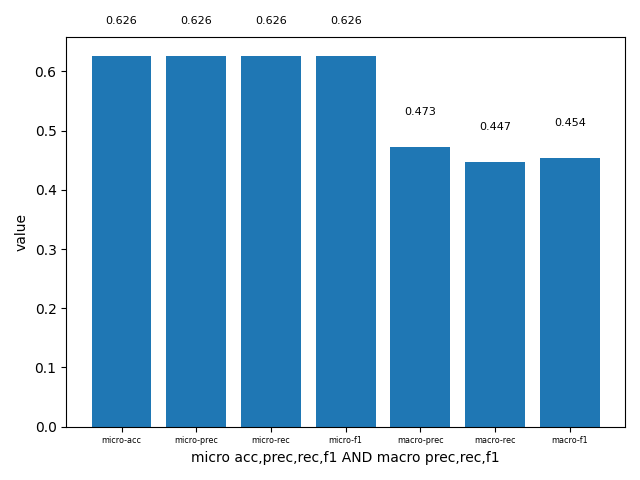 0.626 0.626 0.626 0.626
0.473 0.447 0.454
value
0.6
0.5
0.4
0.3
0.2
0.1
0.0
micro-acc micro-prec micro-rec micro-f1 macro-prec macro-rec macro-f1
micro acc,prec,rec,f1 AND macro prec,rec,f1